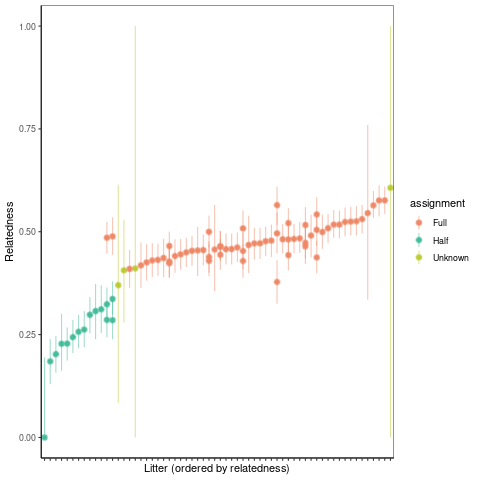 1.00
0.75
0.50
0.25
0.00
Relatedness
Litter (ordered by relatedness)
assignment
Full
Half
Unknown